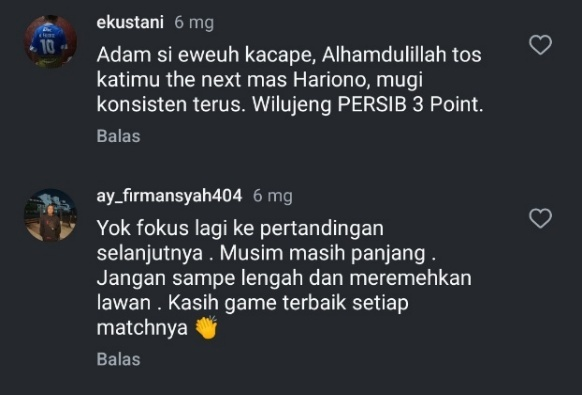 ekustani 6 mg
Adam si eweuh kacape, Alhamdulillah tos
katimu the next mas Hariono, mugi
konsisten terus. Wilujeng PERSIB 3 Point.
Balas
ay_firmansyah404 6 mg
Yok fokus lagi ke pertandingan
selanjutnya . Musim masih panjang .
Jangan sampe lengah dan meremehkan
lawan . Kasih game terbaik setiap
matchnya 👏
Balas